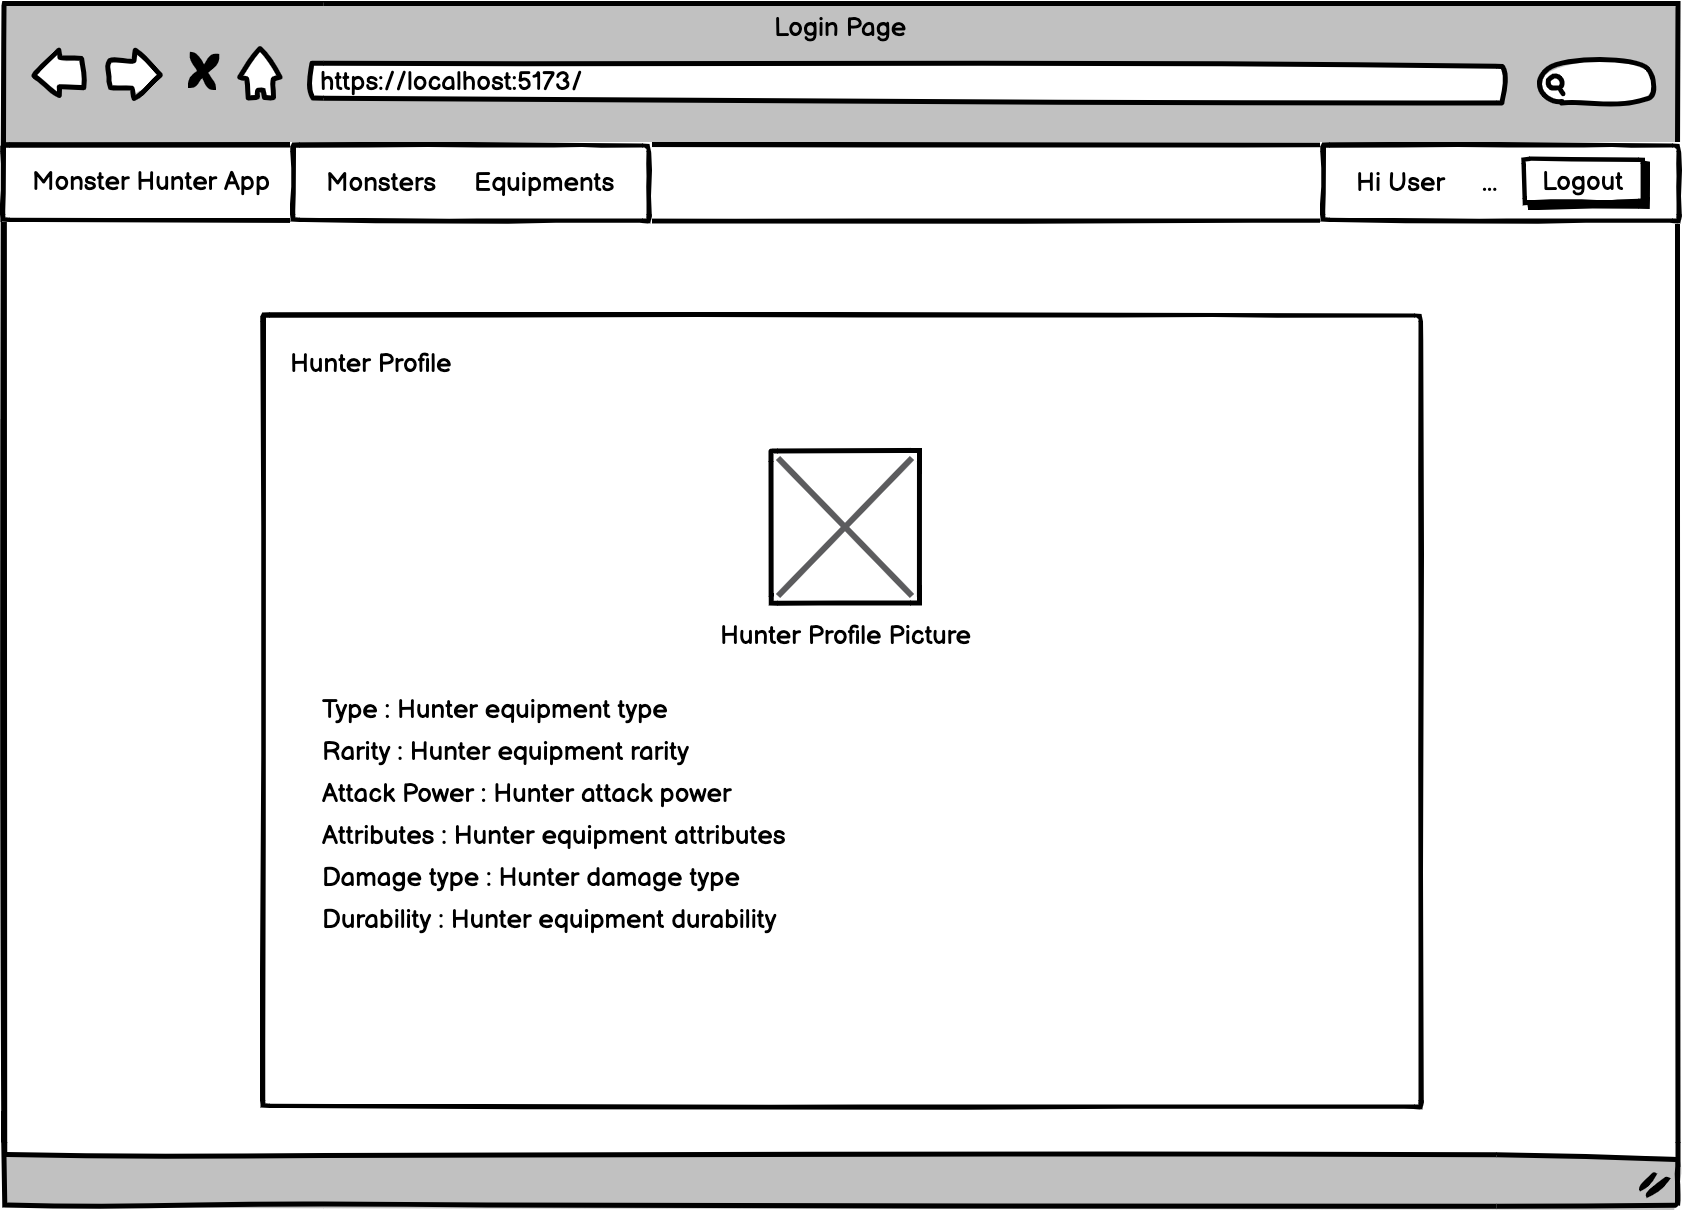 Login Page
https://localhost:5173/
Monster Hunter App Monsters Equipments Hi User ... Logout
Hunter Profile
Hunter Profile Picture
Type : Hunter equipment type
Rarity : Hunter equipment rarity
Attack Power : Hunter attack power
Attributes : Hunter equipment attributes
Damage type : Hunter damage type
Durability : Hunter equipment durability